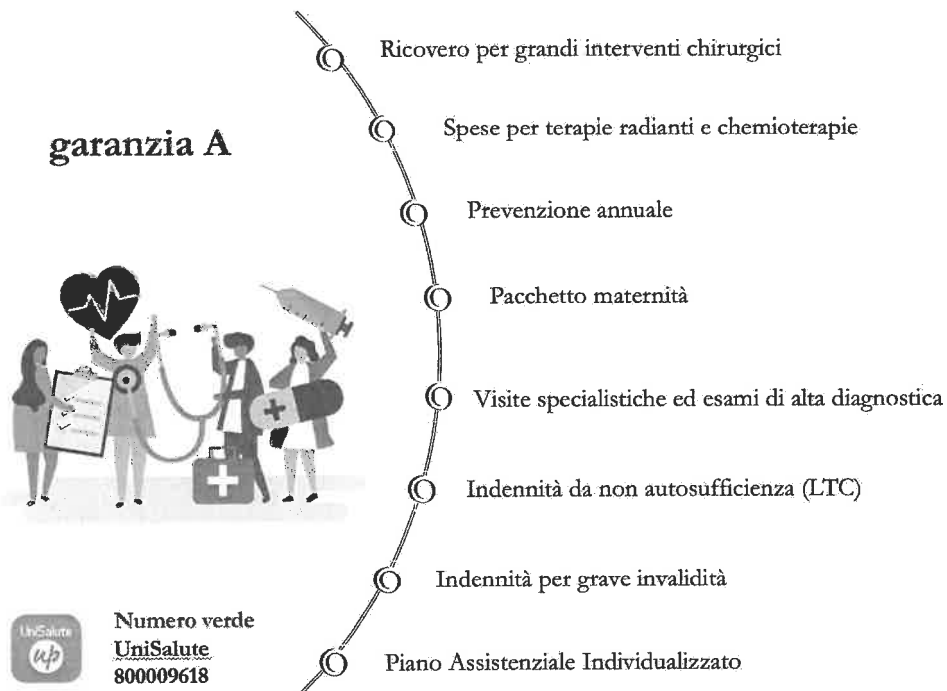 garanzia A
Ricovero per grandi interventi chirurgici
Spese per terapie radianti e chemioterapie
Prevenzione annuale
Pacchetto maternità
Visite specialistiche ed esami di alta diagnostica
Indennità da non autosufficienza (LTC)
Indennità per grave invalidità
Piano Assistenziale Individualizzato
UniSalute
up
Numero verde
UniSalute
800009618